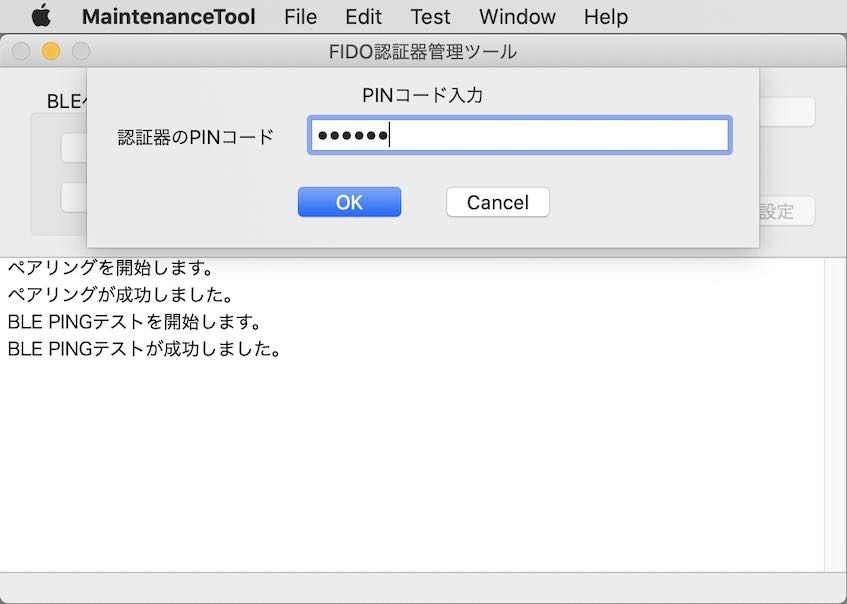 MaintenanceTool File Edit Test Window Help
FIDO認証器管理ツール
PINコード入力
BLE
認証器のPINコード ••••••
OK Cancel
設定
ペアリングを開始します。
ペアリングが成功しました。
BLE PINGテストを開始します。
BLE PINGテストが成功しました。